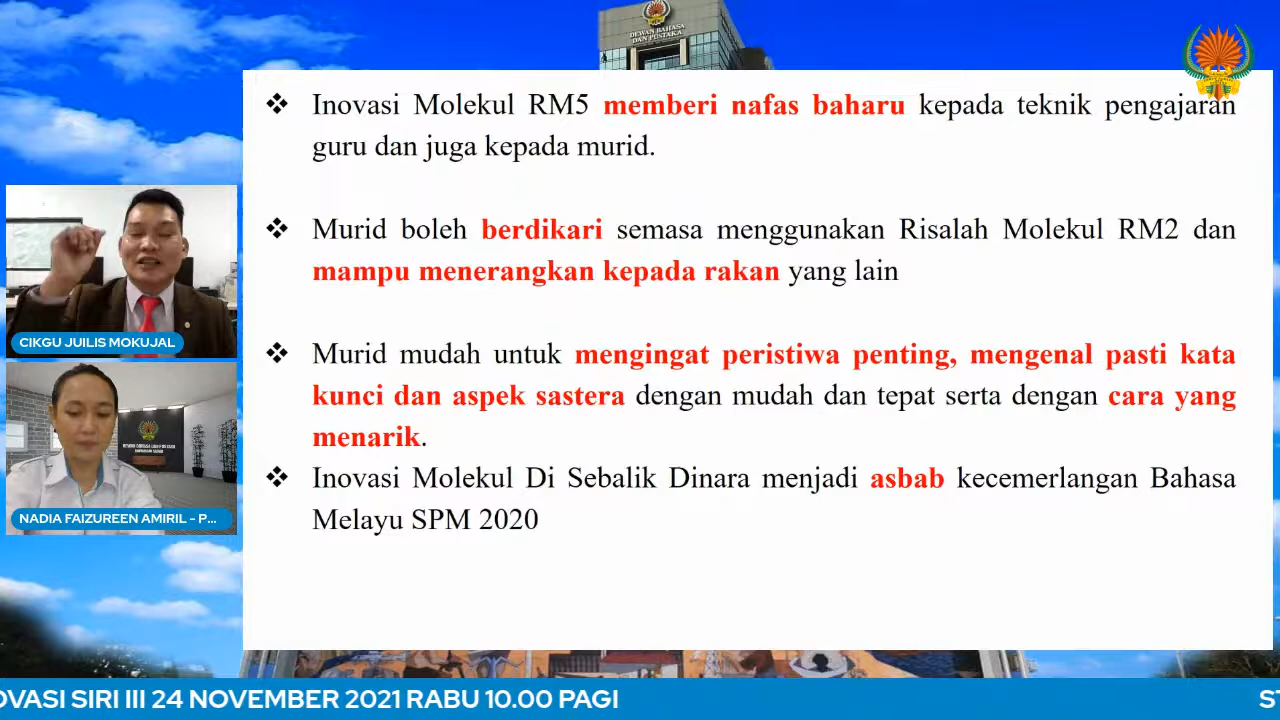 DEWAN BAHASA
DAN PUSTAKA
❖ Inovasi Molekul RM5 memberi nafas baharu kepada teknik pengajaran
guru dan juga kepada murid.
❖ Murid boleh berdikari semasa menggunakan Risalah Molekul RM2 dan
mampu menerangkan kepada rakan yang lain
❖ Murid mudah untuk mengingat peristiwa penting, mengenal pasti kata
kunci dan aspek sastera dengan mudah dan tepat serta dengan cara yang
menarik.
❖ Inovasi Molekul Di Sebalik Dinara menjadi asbab kecemerlangan Bahasa
Melayu SPM 2020
CIKGU JUILIS MOKUJAL
NADIA FAIZUREEN AMIRIL - P...
OVASI SIRI III 24 NOVEMBER 2021 RABU 10.00 PAGI
ST